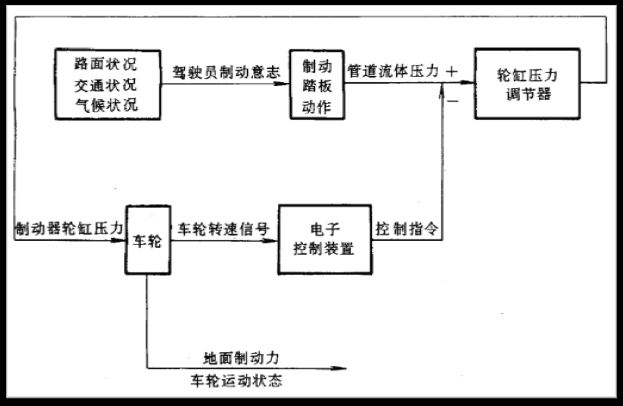 路面状况
交通状况
气候状况
驾驶员制动意志
制动
踏板
动作
管道流体压力
+
−
轮缸压力
调节器
制动器轮缸压力
车轮
车轮转速信号
电子
控制装置
控制指令
地面制动力
车轮运动状态